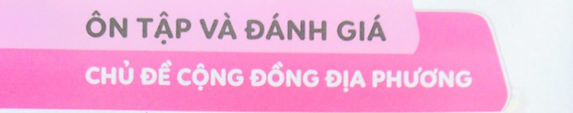 ÔN TẬP VÀ ĐÁNH GIÁ
CHỦ ĐỀ CỘNG ĐỒNG ĐỊA PHƯƠNG